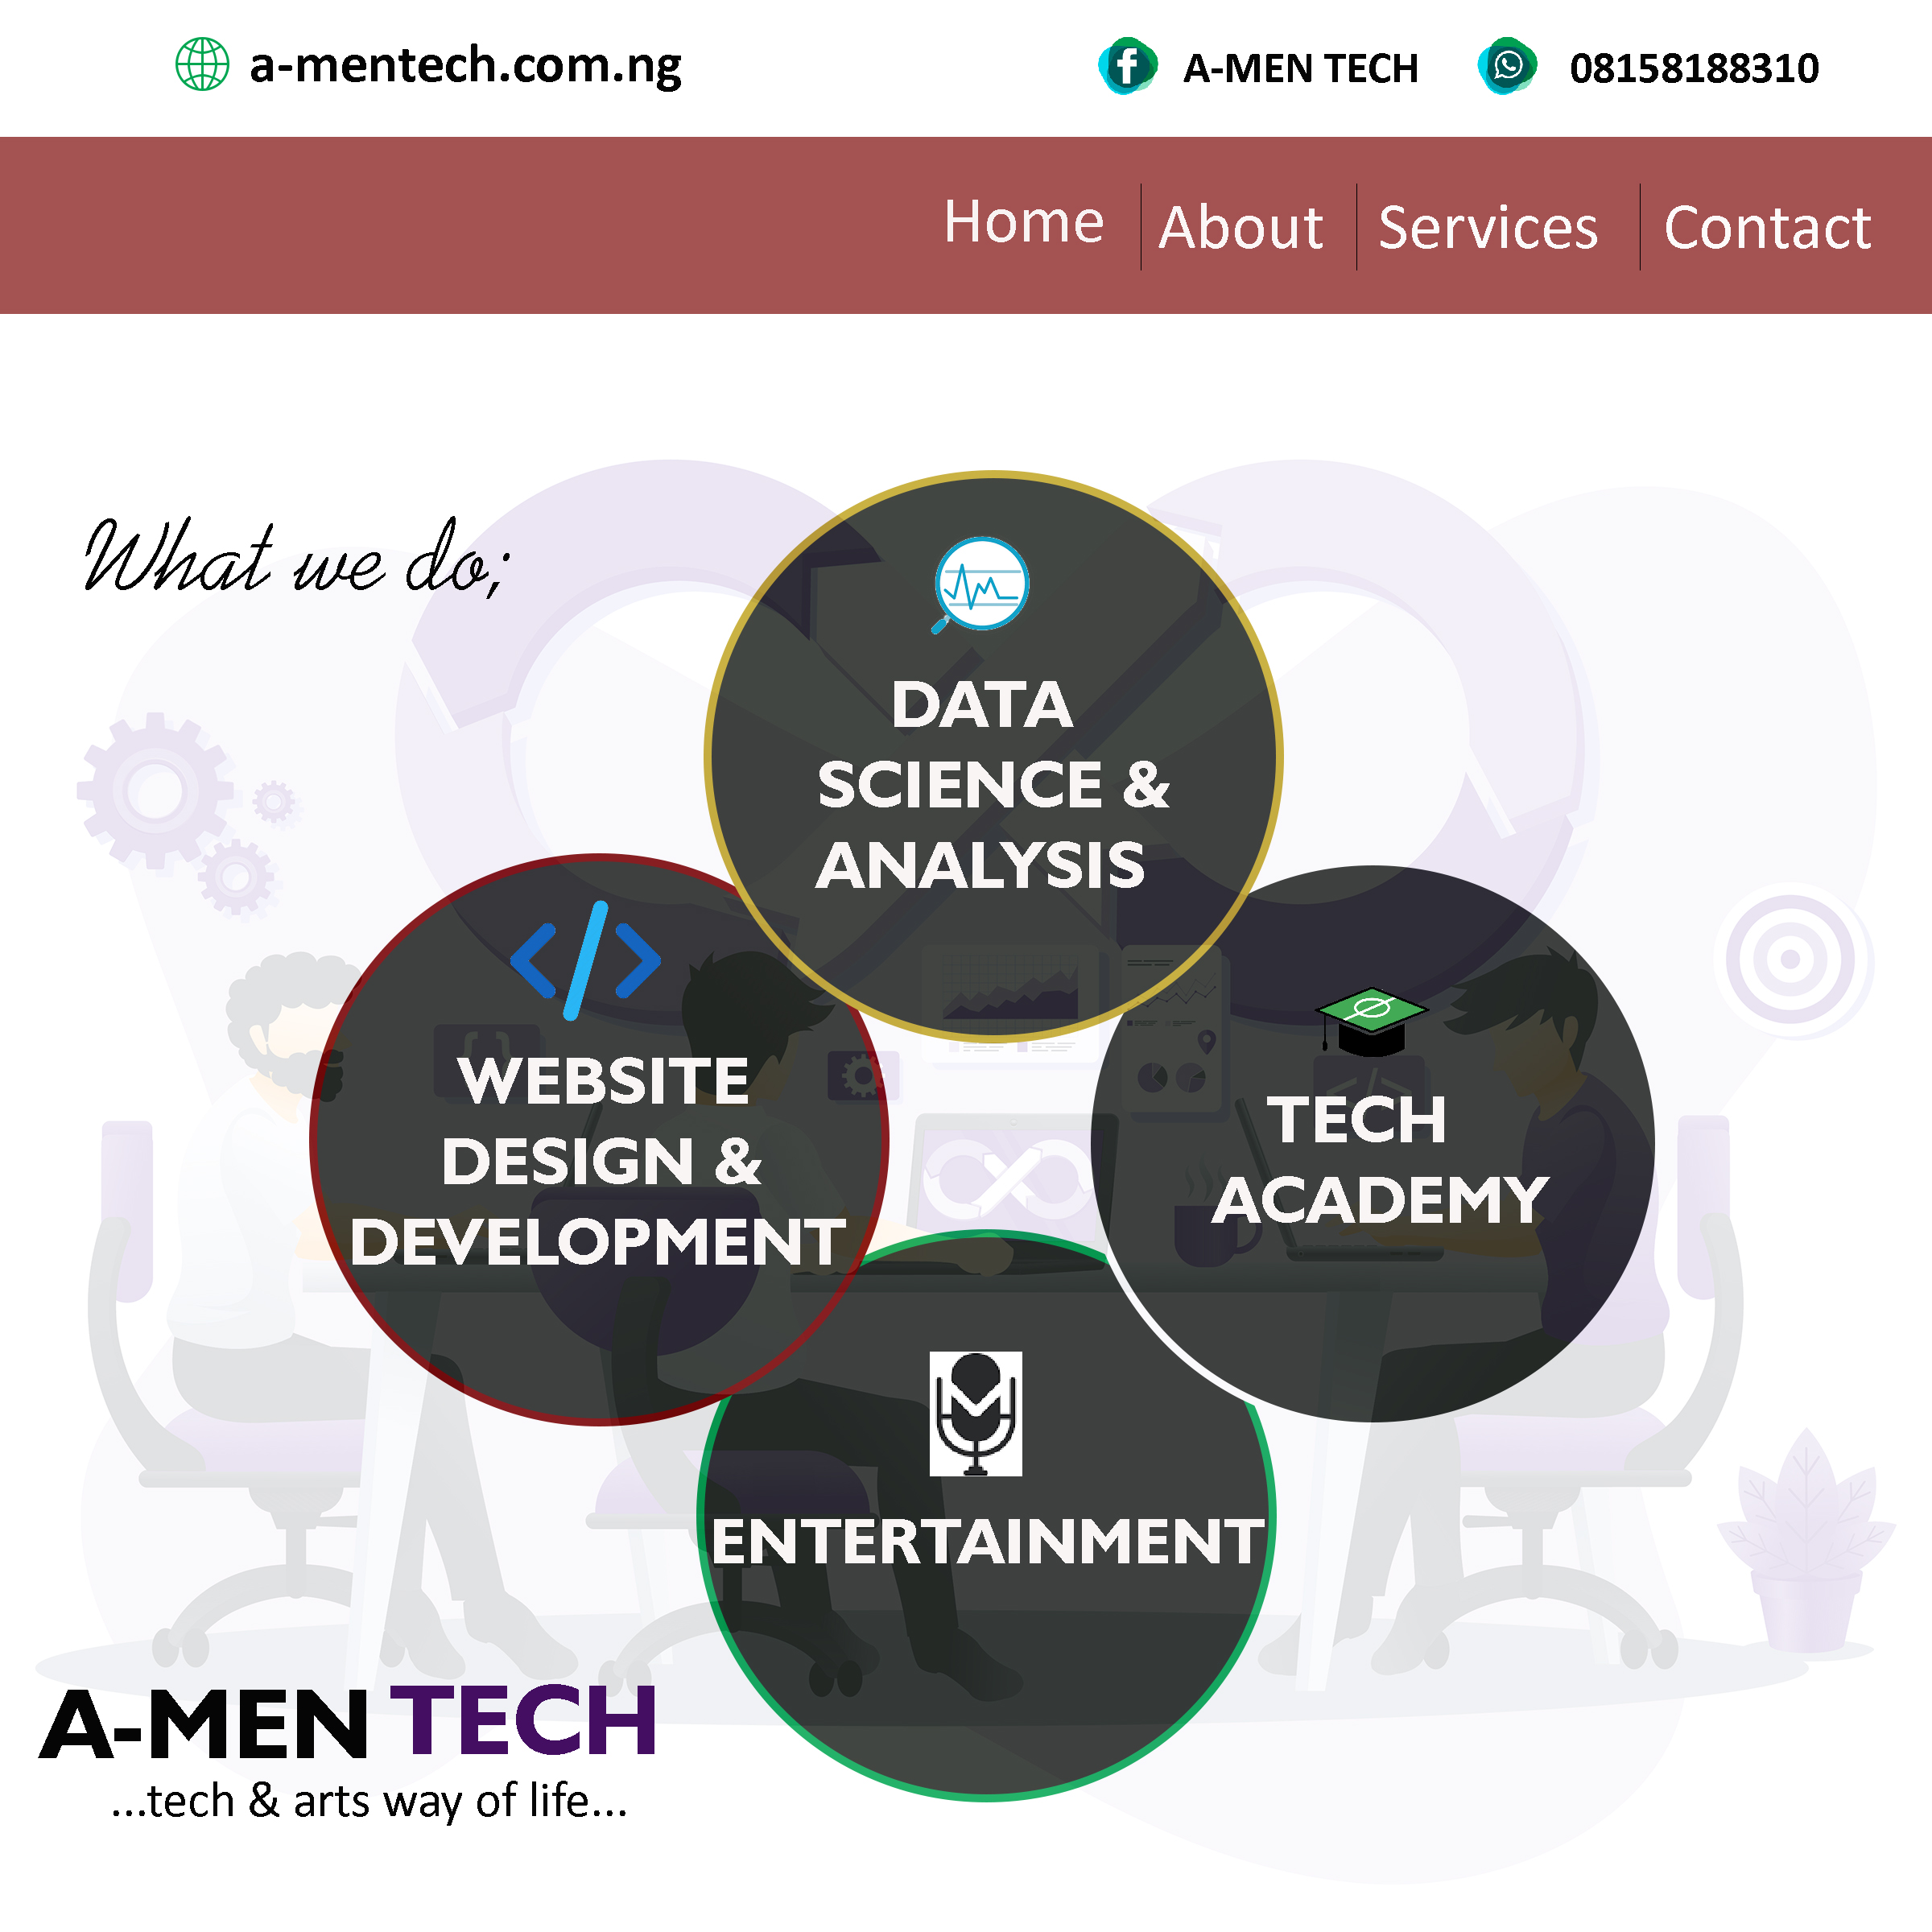 a-mentech.com.ng
A-MEN TECH
08158188310
Home
About
Services
Contact
What we do;
DATA
SCIENCE &
ANALYSIS
WEBSITE
DESIGN &
DEVELOPMENT
TECH
ACADEMY
ENTERTAINMENT
A-MEN TECH
...tech & arts way of life...